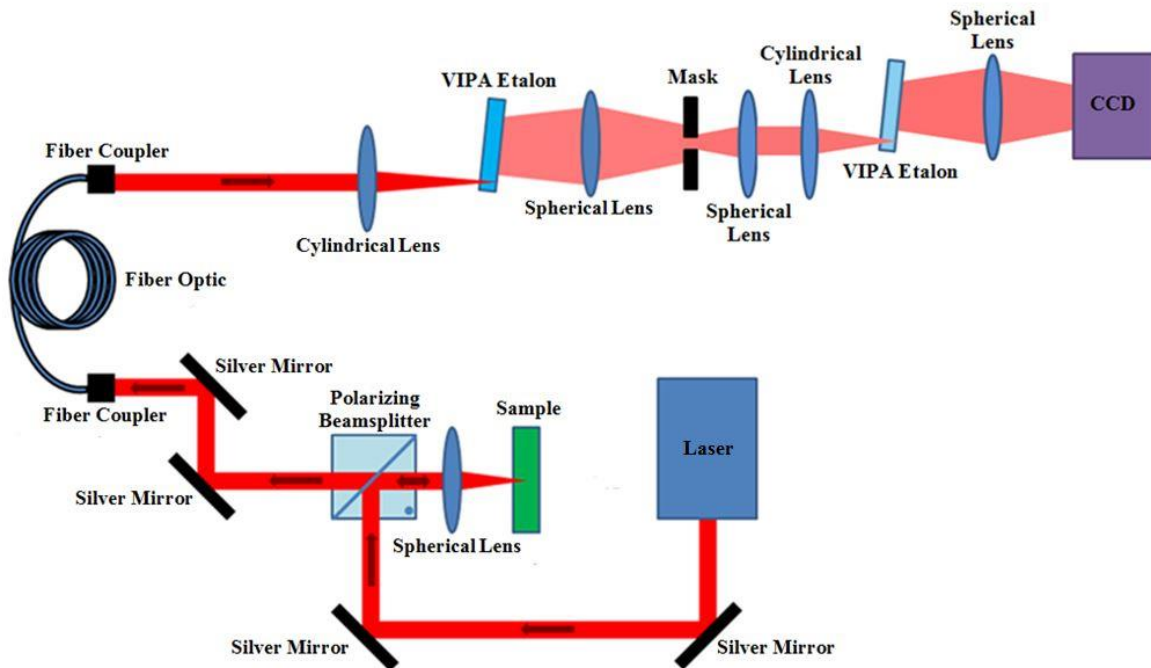 Spherical
Lens
Cylindrical
Lens
VIPA Etalon
Mask
CCD
Fiber Coupler
VIPA Etalon
Spherical Lens
Spherical
Lens
Cylindrical Lens
Fiber Optic
Silver Mirror
Fiber Coupler
Polarizing
Beamsplitter
Sample
Laser
Silver Mirror
Spherical Lens
Silver Mirror
Silver Mirror